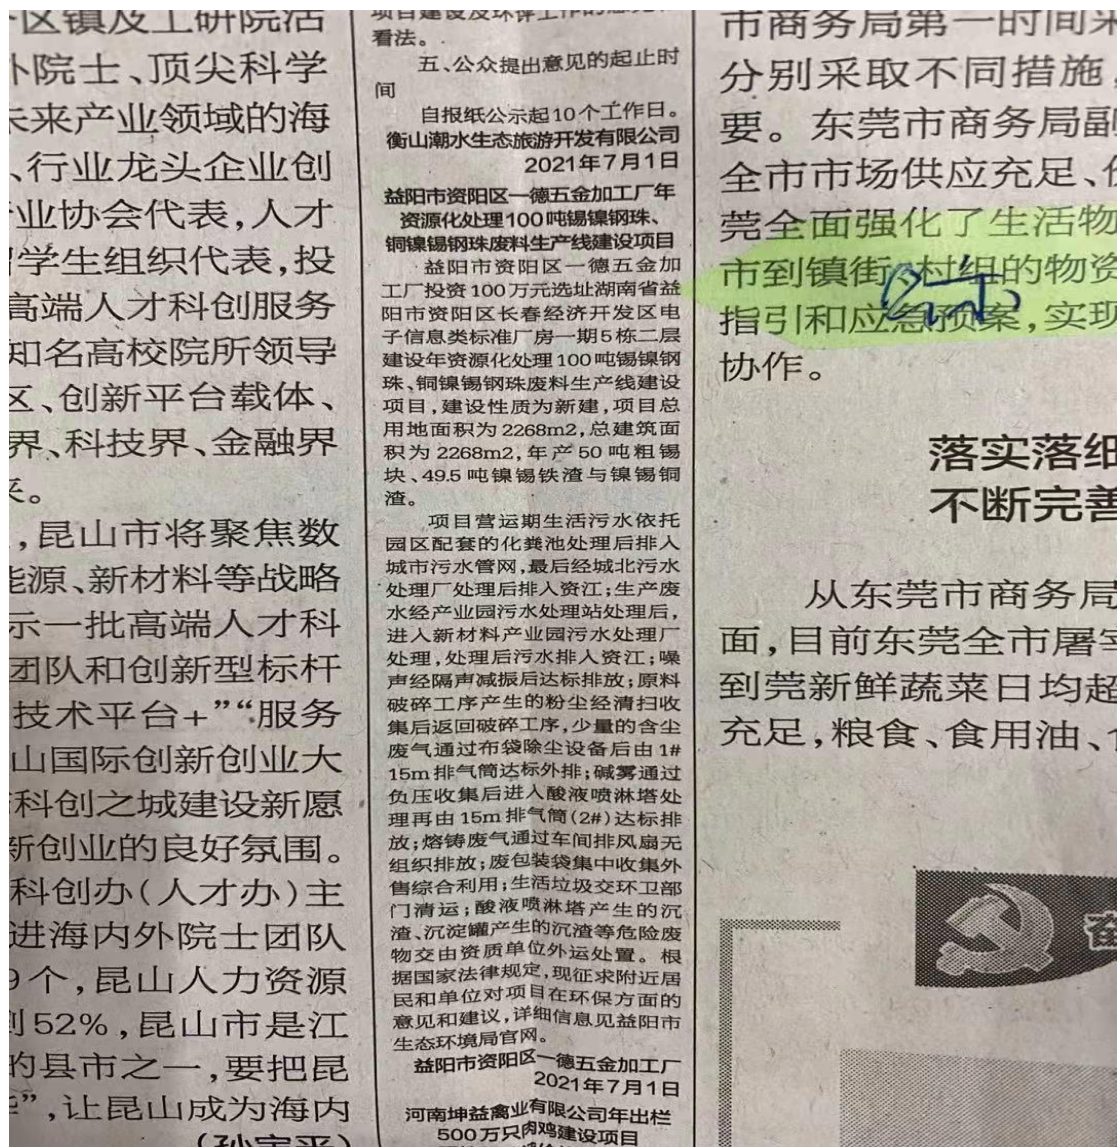 区镇及工研院活
外院士、顶尖科学
未来产业领域的海
、行业龙头企业创
业协会代表,人才
学生组织代表,投
高端人才科创服务
知名高校院所领导
区、创新平台载体、
界、科技界、金融界
来。
,昆山市将聚焦数
能源、新材料等战略
示一批高端人才科
团队和创新型标杆
技术平台+”“服务
山国际创新创业大
科创之城建设新愿
新创业的良好氛围。
科创办(人才办)主
进海内外院士团队
9个,昆山人力资源
到52%,昆山市是江
的县市之一,要把昆
”,让昆山成为海内
看法。
五、公众提出意见的起止时
间
自报纸公示起10个工作日。
衡山潮水生态旅游开发有限公司
2021年7月1日
益阳市资阳区一德五金加工厂年
资源化处理100吨锡镍钢珠、
铜镍锡钢珠废料生产线建设项目
益阳市资阳区一德五金加
工厂投资100万元选址湖南省益
阳市资阳区长春经济开发区电
子信息类标准厂房一期5栋二层
建设年资源化处理100吨锡镍钢
珠、铜镍锡钢珠废料生产线建设
项目,建设性质为新建,项目总
用地面积为2268m2,总建筑面
积为2268m2,年产50吨粗锡
块、49.5吨镍锡铁渣与镍锡铜
渣。
项目营运期生活污水依托
园区配套的化粪池处理后排入
城市污水管网,最后经城北污水
处理厂处理后排入资江;生产废
水经产业园污水处理站处理后,
进入新材料产业园污水处理厂
处理,处理后污水排入资江;噪
声经隔声减振后达标排放;原料
破碎工序产生的粉尘经清扫收
集后返回破碎工序,少量的含尘
废气通过布袋除尘设备后由1#
15m排气筒达标外排;碱雾通过
负压收集后进入酸液喷淋塔处
理再由15m排气筒(2#)达标排
放;熔铸废气通过车间排风扇无
组织排放;废包装袋集中收集外
售综合利用;生活垃圾交环卫部
门清运;酸液喷淋塔产生的沉
渣、沉淀罐产生的沉渣等危险废
物交由资质单位外运处置。根
据国家法律规定,现征求附近居
民和单位对项目在环保方面的
意见和建议,详细信息见益阳市
生态环境局官网。
益阳市资阳区一德五金加工厂
2021年7月1日
河南坤益禽业有限公司年出栏
500万只肉鸡建设项目
市商务局第一时间采
分别采取不同措施,
要。东莞市商务局副
全市市场供应充足、价
莞全面强化了生活物
市到镇街、村组的物资
指引和应急预案,实现
协作。
落实落细
不断完善
从东莞市商务局
面,目前东莞全市屠宰
到莞新鲜蔬菜日均超
充足,粮食、食用油、